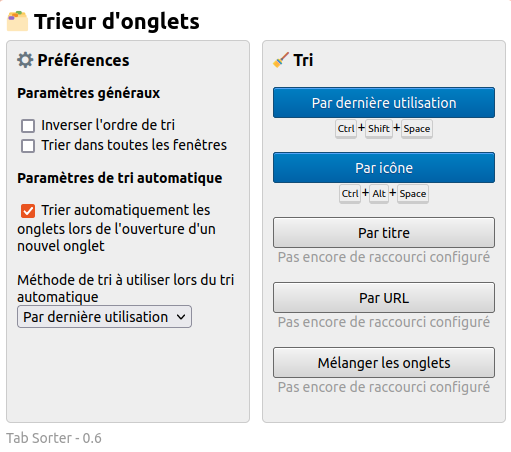 Trieur d'onglets
Préférences
Paramètres généraux
Inverser l'ordre de tri
Trier dans toutes les fenêtres
Paramètres de tri automatique
Trier automatiquement les
onglets lors de l'ouverture d'un
nouvel onglet
Méthode de tri à utiliser lors du tri
automatique
Par dernière utilisation
Tri
Par dernière utilisation
Ctrl+Shift+Space
Par icône
Ctrl+Alt+Space
Par titre
Pas encore de raccourci configuré
Par URL
Pas encore de raccourci configuré
Mélanger les onglets
Pas encore de raccourci configuré
Tab Sorter - 0.6